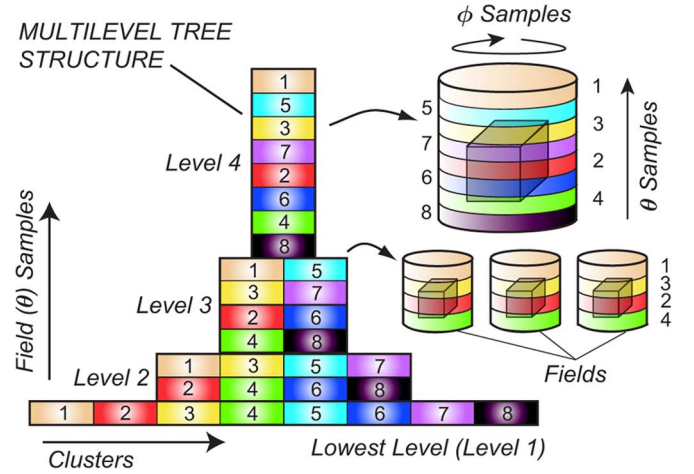 MULTILEVEL TREE
STRUCTURE
ϕ Samples
1
5
3
7
2
6
4
8
Level 4
1
5
3
7
2
6
4
8
θ Samples
Level 3
1 5
3 7
2 6
4 8
1
3
2
4
Fields
Level 2
1 3 5 7
2 4 6 8
1 2 3 4 5 6 7 8
Field (θ) Samples
Clusters
Lowest Level (Level 1)